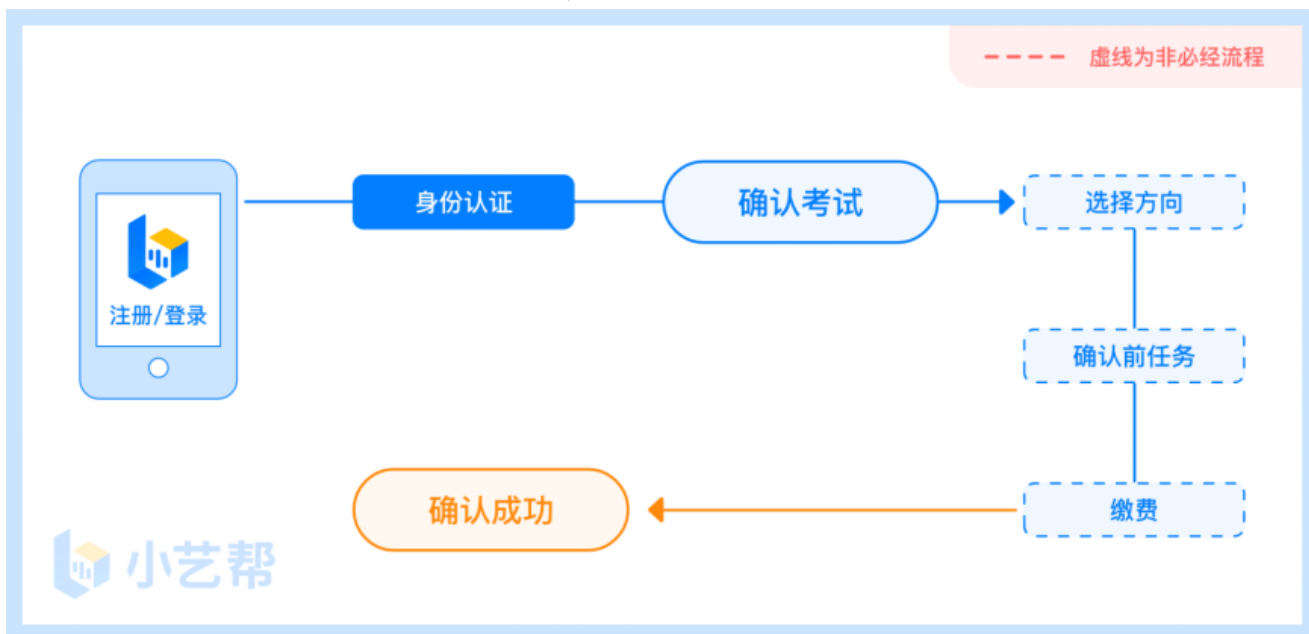 虚线为非必经流程
身份认证
确认考试
选择方向
注册/登录
确认前任务
确认成功
缴费
小艺帮